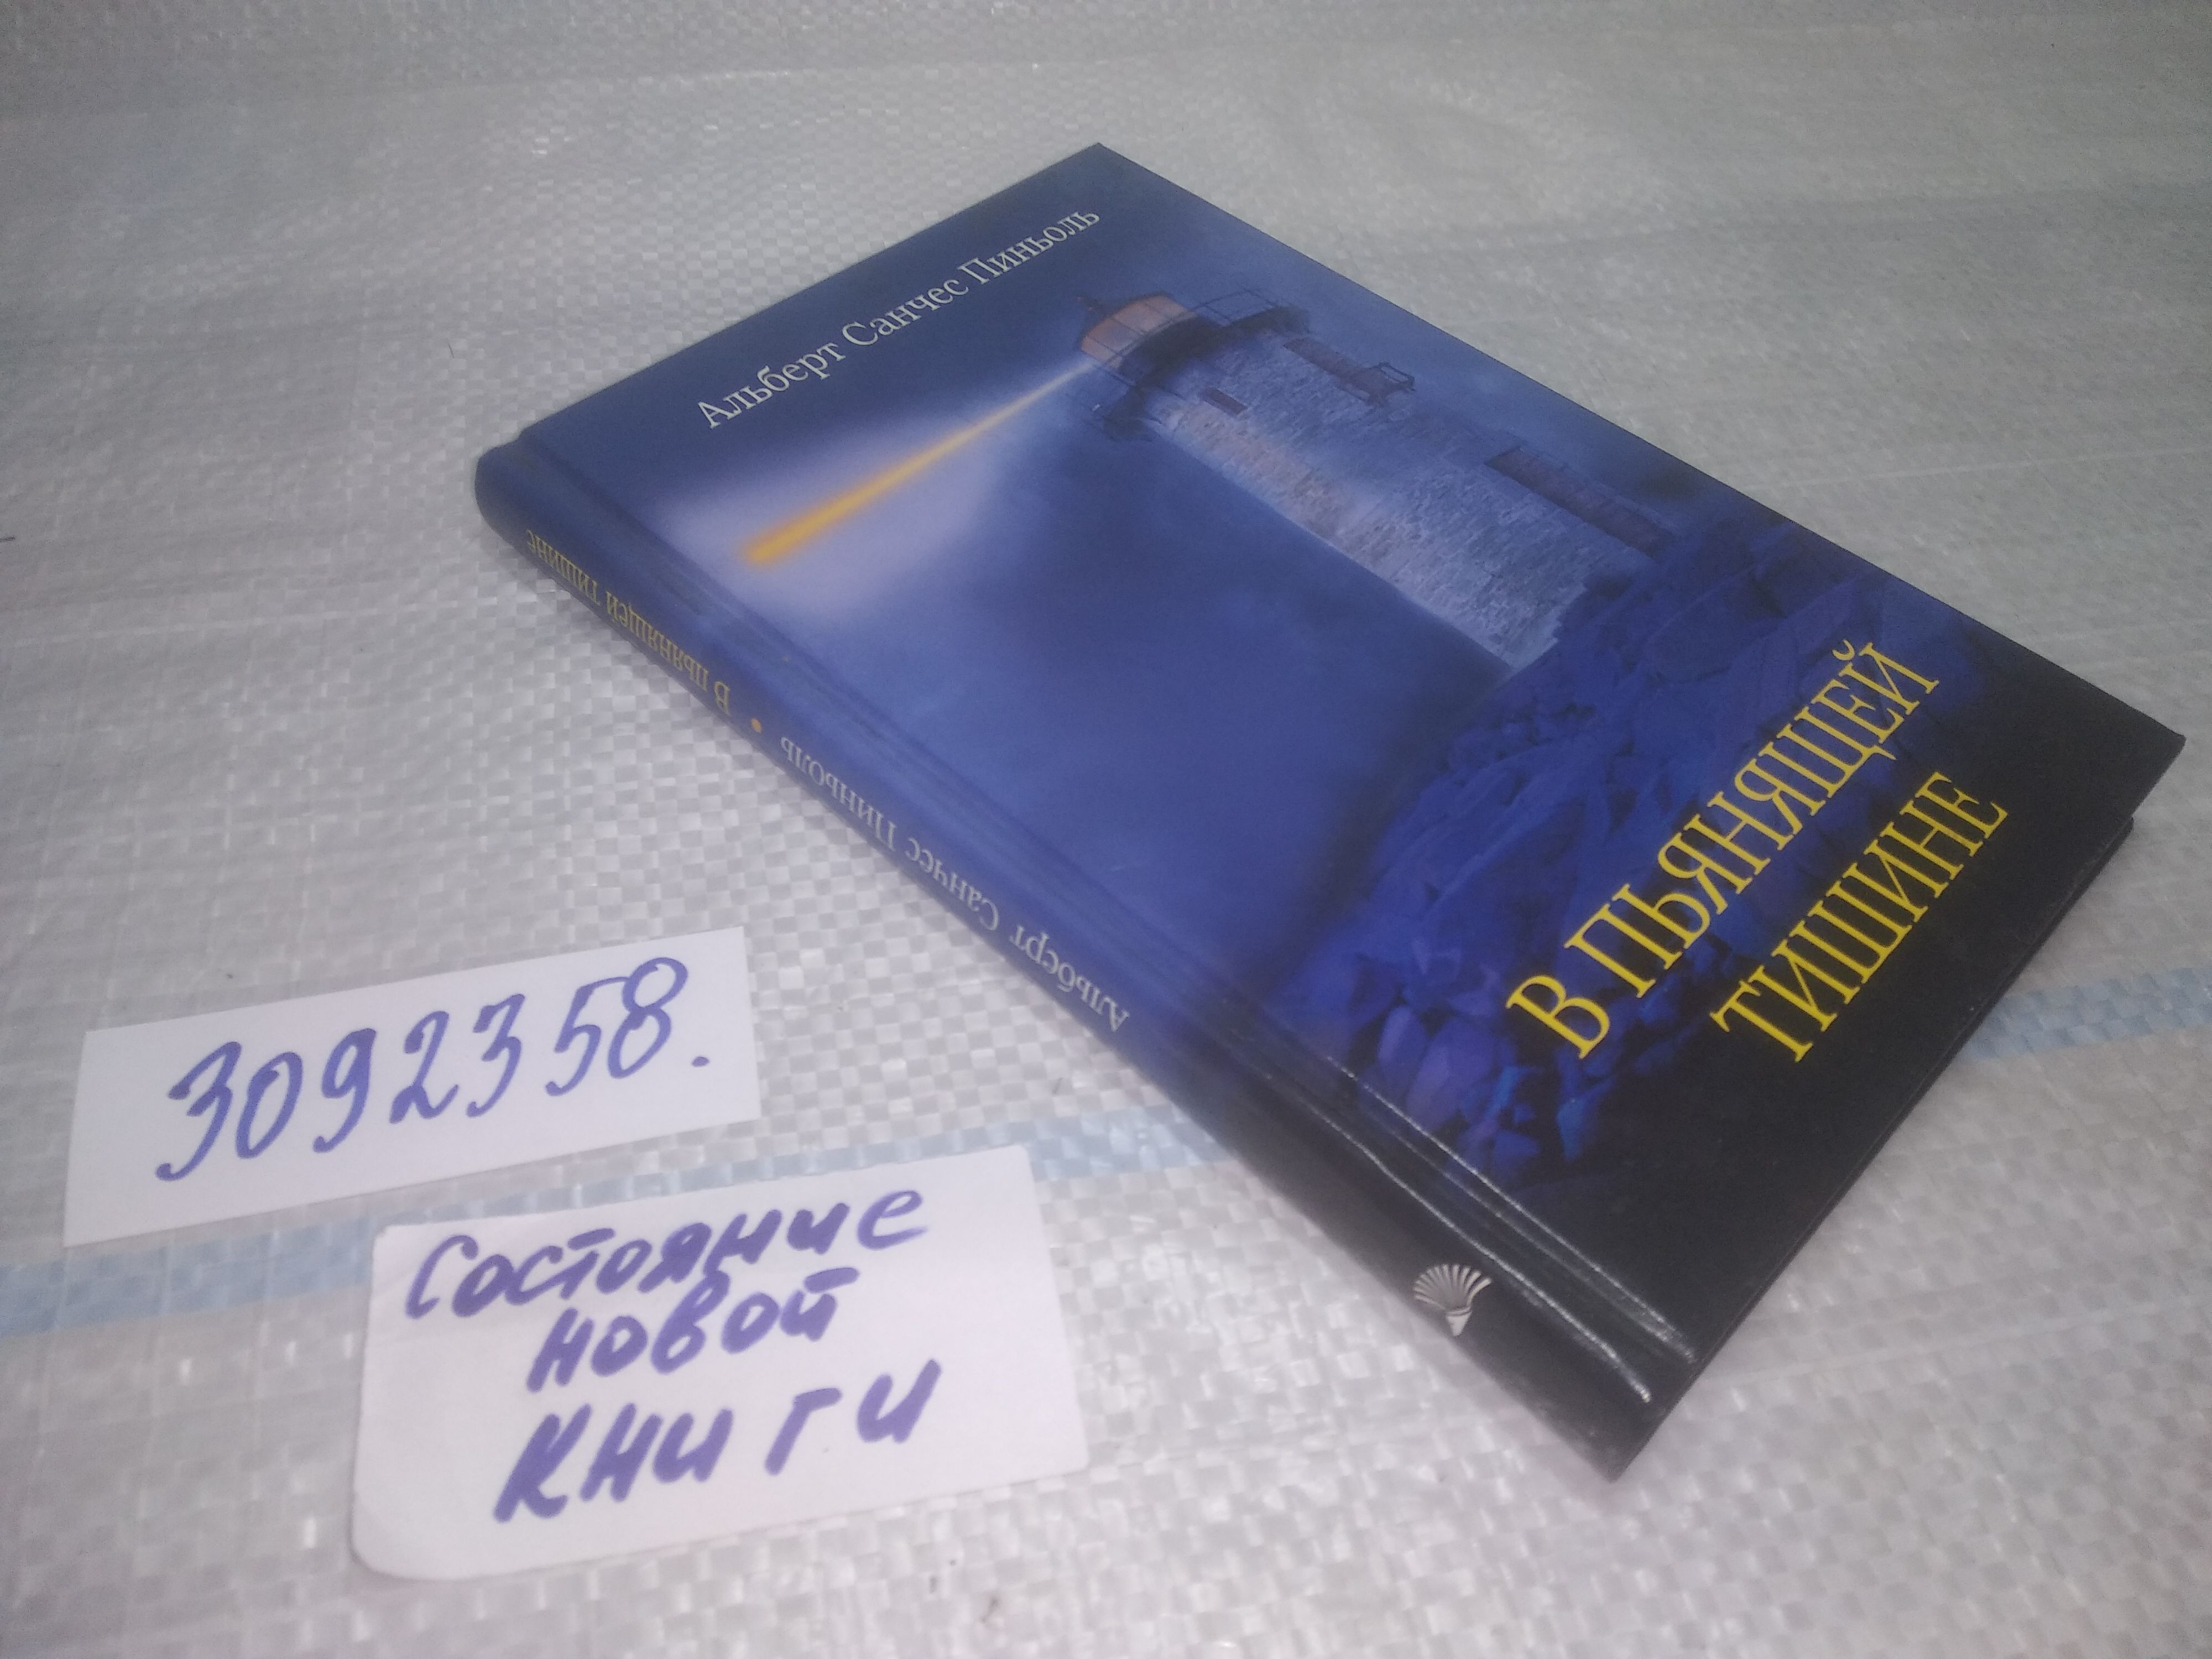 Альберт Санчес Пиньоль
В ПЬЯНЯЩЕЙ
ТИШИНЕ
Альберт Санчес Пиньоль • В пьянящей тишине
3092358.
Состояние
новой
книги